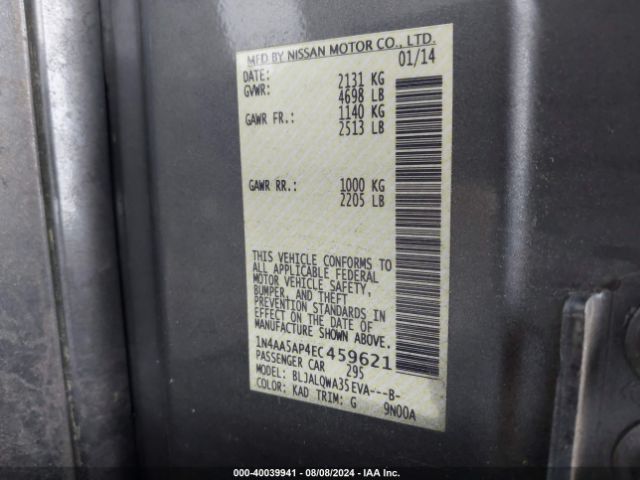 MFD BY NISSAN MOTOR CO., LTD.
DATE: 01/14
GVWR: 2131 KG
4698 LB
GAWR FR.: 1140 KG
2513 LB
GAWR RR.: 1000 KG
2205 LB
THIS VEHICLE CONFORMS TO
ALL APPLICABLE FEDERAL
MOTOR VEHICLE SAFETY,
BUMPER, AND THEFT
PREVENTION STANDARDS IN
EFFECT ON THE DATE OF
MANUFACTURE SHOWN ABOVE.
1N4AA5AP4EC459621
PASSENGER CAR 295
MODEL: BLJALQWA35EVA---B-
COLOR: KAD TRIM: G 9N00A
000-40039941 - 08/08/2024 - IAA Inc.